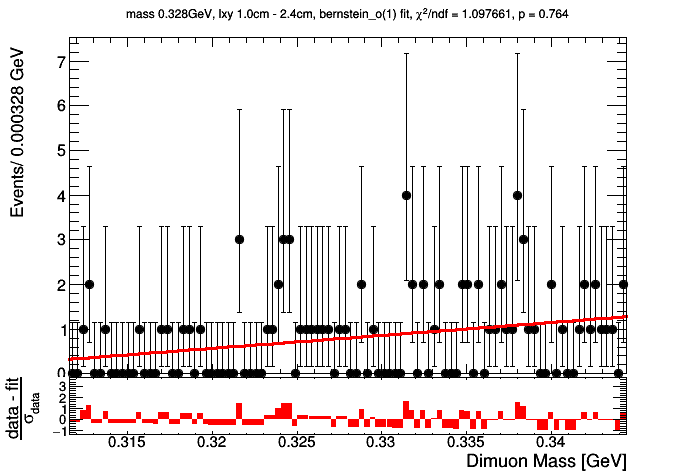 mass 0.328GeV, lxy 1.0cm - 2.4cm, bernstein_o(1) fit, χ²/ndf = 1.097661, p = 0.764
Events/ 0.000328 GeV
7
6
5
4
3
2
1
0
data - fit
σ_data
3
2
1
0
−1
0.315 0.32 0.325 0.33 0.335 0.34
Dimuon Mass [GeV]